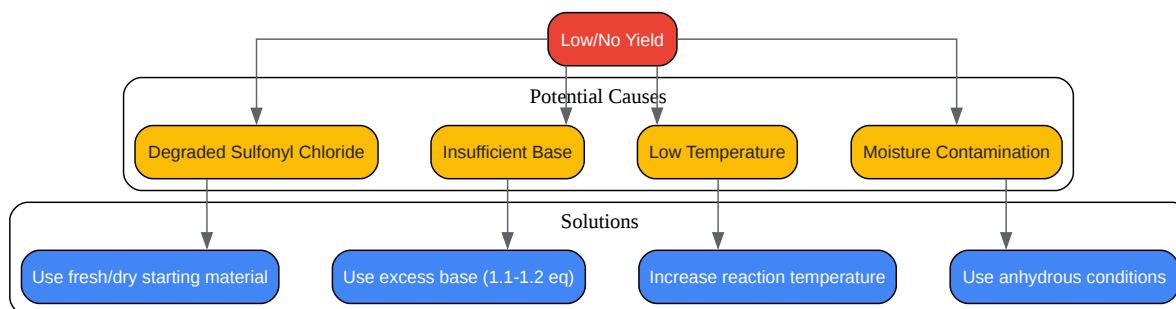 Low/No Yield
Potential Causes
Degraded Sulfonyl Chloride
Insufficient Base
Low Temperature
Moisture Contamination
Solutions
Use fresh/dry starting material
Use excess base (1.1-1.2 eq)
Increase reaction temperature
Use anhydrous conditions